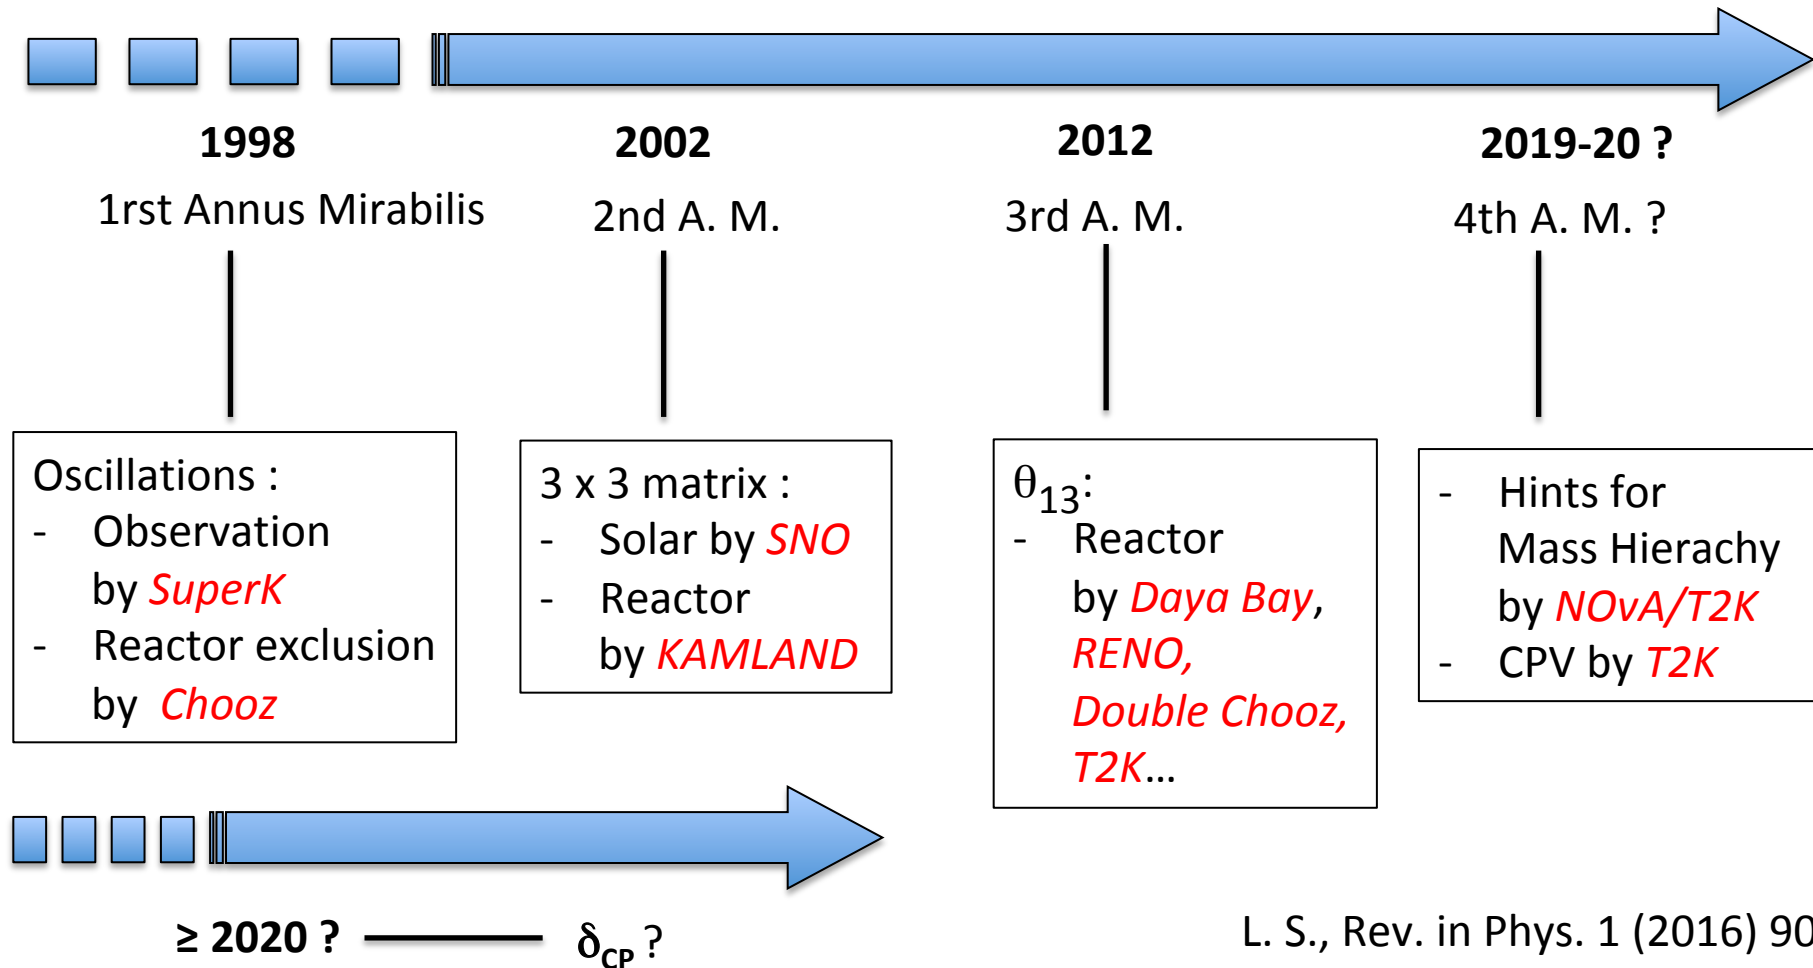 1998
1rst Annus Mirabilis
Oscillations :
- Observation
by SuperK
- Reactor exclusion
by Chooz
2002
2nd A. M.
3 x 3 matrix :
- Solar by SNO
- Reactor
by KAMLAND
2012
3rd A. M.
θ13:
- Reactor
by Daya Bay,
RENO,
Double Chooz,
T2K...
2019-20 ?
4th A. M. ?
- Hints for
Mass Hierachy
by NOvA/T2K
- CPV by T2K
≥ 2020 ?
δCP ?
L. S., Rev. in Phys. 1 (2016) 90